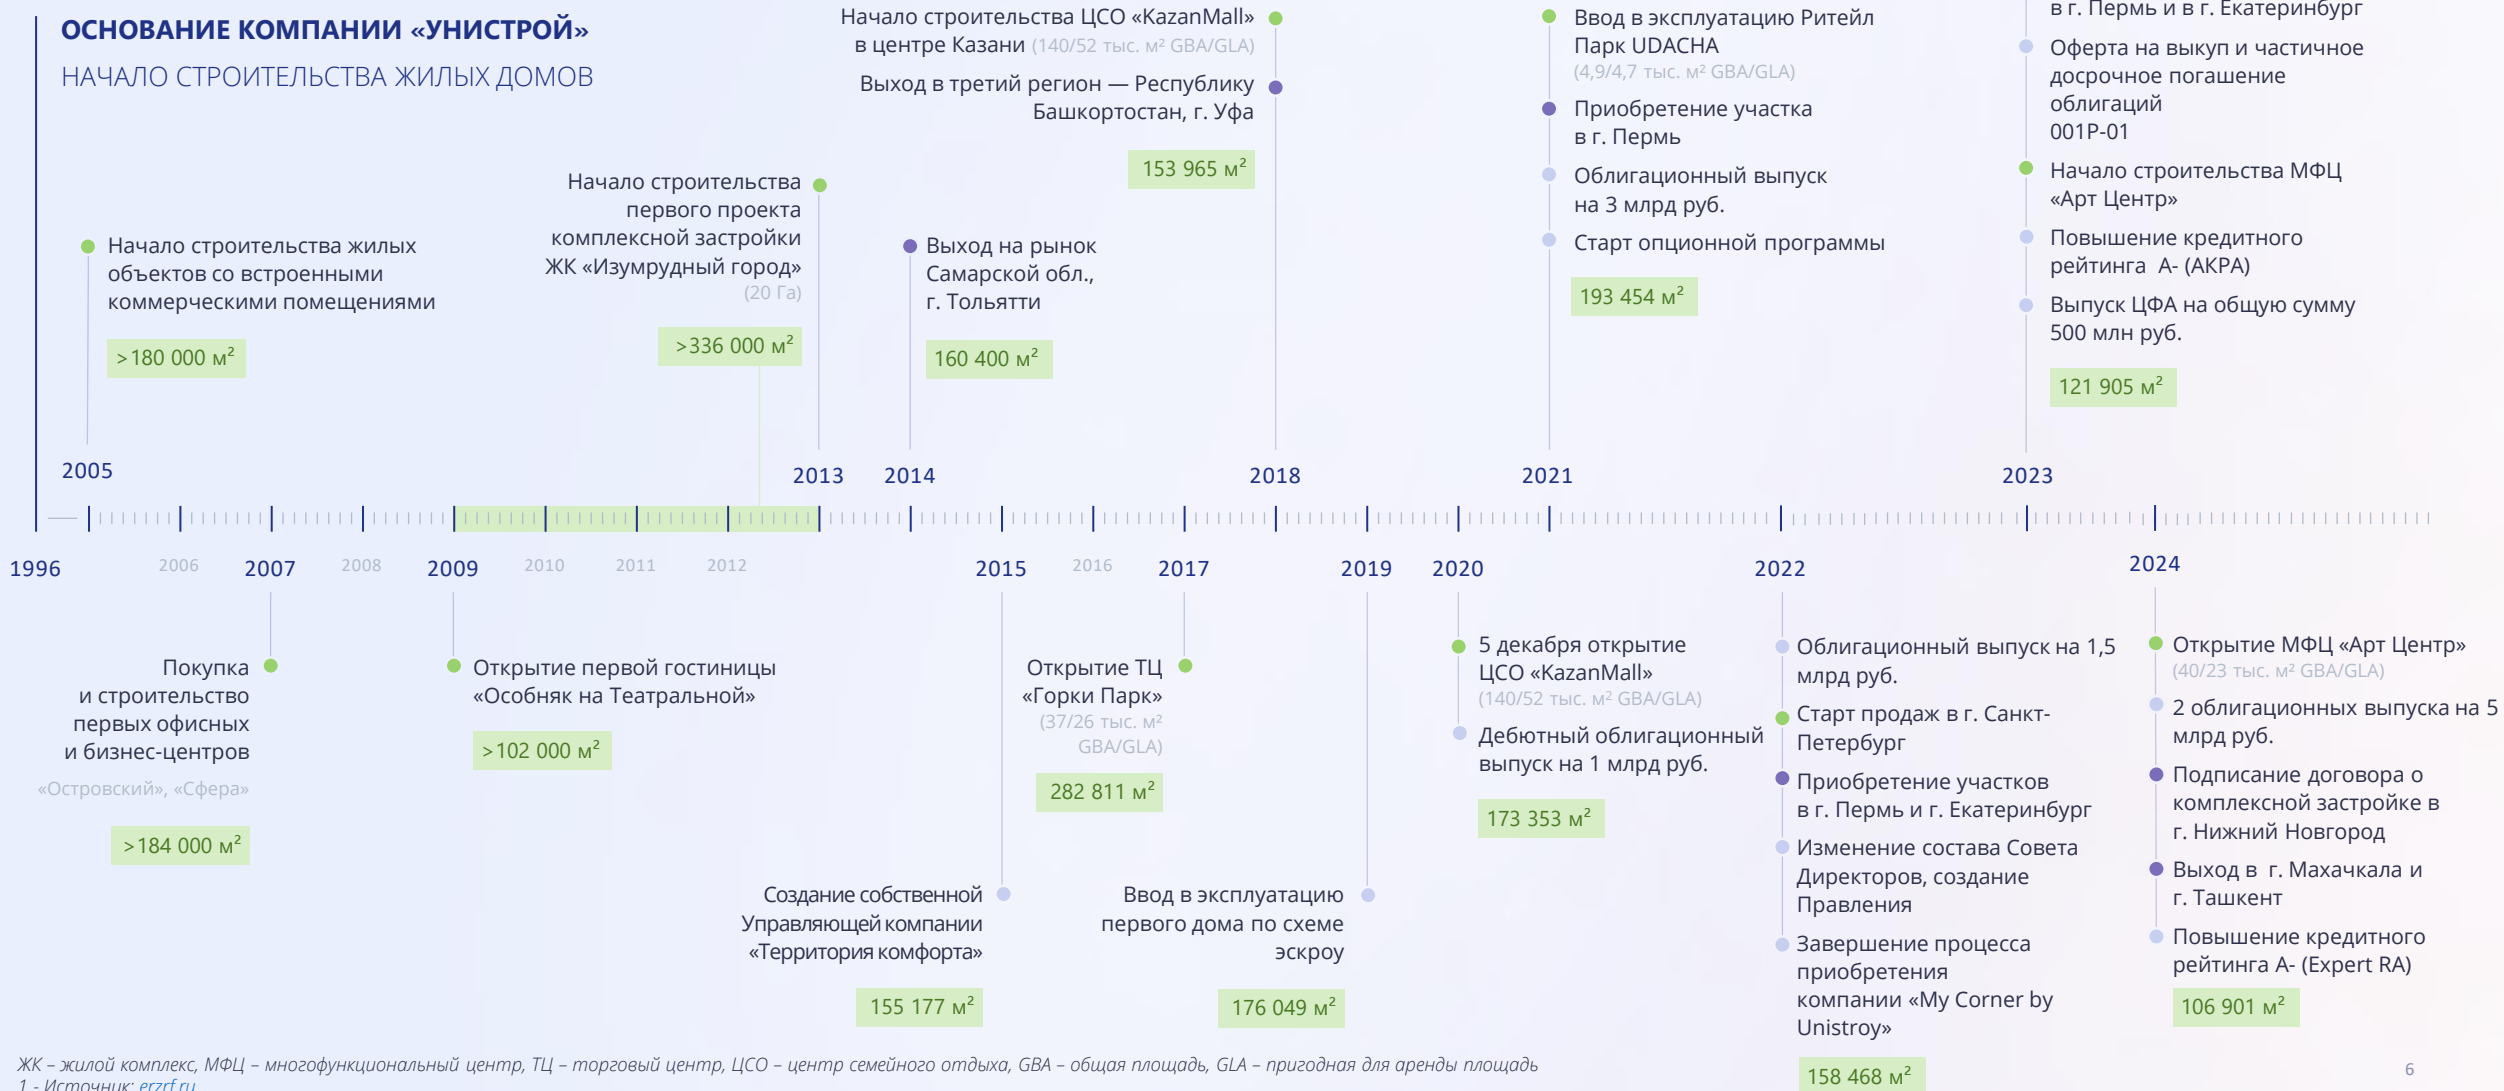 ОСНОВАНИЕ КОМПАНИИ «УНИСТРОЙ»
НАЧАЛО СТРОИТЕЛЬСТВА ЖИЛЫХ ДОМОВ
Начало строительства жилых
объектов со встроенными
коммерческими помещениями
>180 000 м²
2005
Начало строительства
первого проекта
комплексной застройки
ЖК «Изумрудный город»
(20 Га)
>336 000 м²
2013
Выход на рынок
Самарской обл.,
г. Тольятти
160 400 м²
2014
Начало строительства ЦСО «KazanMall»
в центре Казани (140/52 тыс. м² GBA/GLA)
Выход в третий регион — Республику
Башкортостан, г. Уфа
153 965 м²
2018
Ввод в эксплуатацию Ритейл
Парк UDACHA
(4,9/4,7 тыс. м² GBA/GLA)
Приобретение участка
в г. Пермь
Облигационный выпуск
на 3 млрд руб.
Старт опционной программы
193 454 м²
2021
в г. Пермь и в г. Екатеринбург
Оферта на выкуп и частичное
досрочное погашение
облигаций
001P-01
Начало строительства МФЦ
«Арт Центр»
Повышение кредитного
рейтинга А- (АКРА)
Выпуск ЦФА на общую сумму
500 млн руб.
121 905 м²
2023
1996
2006
2007
2008
2009
2010
2011
2012
2015
2016
2017
2019
2020
2022
2024
Покупка
и строительство
первых офисных
и бизнес-центров
«Островский», «Сфера»
>184 000 м²
Открытие первой гостиницы
«Особняк на Театральной»
>102 000 м²
Создание собственной
Управляющей компании
«Территория комфорта»
155 177 м²
Открытие ТЦ
«Горки Парк»
(37/26 тыс. м²
GBA/GLA)
282 811 м²
Ввод в эксплуатацию
первого дома по схеме
эскроу
176 049 м²
5 декабря открытие
ЦСО «KazanMall»
(140/52 тыс. м² GBA/GLA)
Дебютный облигационный
выпуск на 1 млрд руб.
173 353 м²
Облигационный выпуск на 1,5
млрд руб.
Старт продаж в г. Санкт-
Петербург
Приобретение участков
в г. Пермь и г. Екатеринбург
Изменение состава Совета
Директоров, создание
Правления
Завершение процесса
приобретения
компании «My Corner by
Unistroy»
158 468 м²
Открытие МФЦ «Арт Центр»
(40/23 тыс. м² GBA/GLA)
2 облигационных выпуска на 5
млрд руб.
Подписание договора о
комплексной застройке в
г. Нижний Новгород
Выход в г. Махачкала и
г. Ташкент
Повышение кредитного
рейтинга А- (Expert RA)
106 901 м²
ЖК – жилой комплекс, МФЦ – многофункциональный центр, ТЦ – торговый центр, ЦСО – центр семейного отдыха, GBA – общая площадь, GLA – пригодная для аренды площадь
1 - Источник: erzrf.ru
6